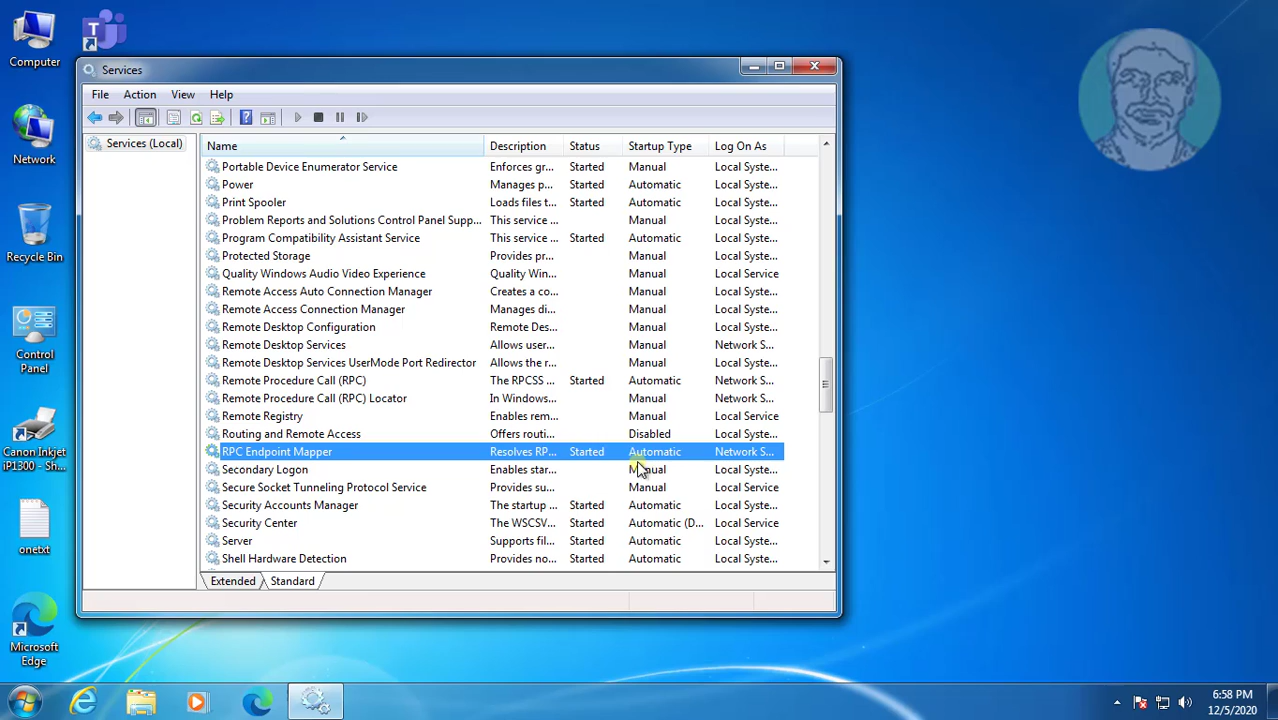 Computer
Network
Recycle Bin
Control
Panel
Canon Inkjet
iP1300 - Sh...
onetxt
Microsoft
Edge
Services
File Action View Help
Services (Local)
Name Description Status Startup Type Log On As
Portable Device Enumerator Service Enforces gr... Started Manual Local Syste...
Power Manages p... Started Automatic Local Syste...
Print Spooler Loads files t... Started Automatic Local Syste...
Problem Reports and Solutions Control Panel Supp... This service ... Manual Local Syste...
Program Compatibility Assistant Service This service ... Started Automatic Local Syste...
Protected Storage Provides pr... Manual Local Syste...
Quality Windows Audio Video Experience Quality Win... Manual Local Service
Remote Access Auto Connection Manager Creates a co... Manual Local Syste...
Remote Access Connection Manager Manages di... Manual Local Syste...
Remote Desktop Configuration Remote Des... Manual Local Syste...
Remote Desktop Services Allows user... Manual Network S...
Remote Desktop Services UserMode Port Redirector Allows the r... Manual Local Syste...
Remote Procedure Call (RPC) The RPCSS ... Started Automatic Network S...
Remote Procedure Call (RPC) Locator In Windows... Manual Network S...
Remote Registry Enables rem... Manual Local Service
Routing and Remote Access Offers routi... Disabled Local Syste...
RPC Endpoint Mapper Resolves RP... Started Automatic Network S...
Secondary Logon Enables star... Manual Local Syste...
Secure Socket Tunneling Protocol Service Provides su... Manual Local Service
Security Accounts Manager The startup ... Started Automatic Local Syste...
Security Center The WSCSV... Started Automatic (D... Local Service
Server Supports fil... Started Automatic Local Syste...
Shell Hardware Detection Provides no... Started Automatic Local Syste...
Extended Standard
6:58 PM
12/5/2020